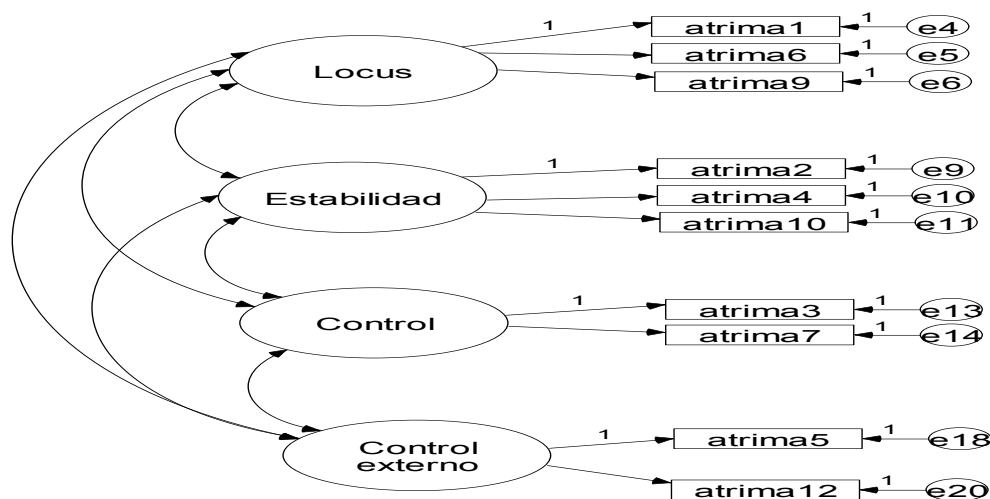 1
atrima1
1
e4
Locus
atrima6
1
e5
atrima9
1
e6
1
atrima2
1
e9
Estabilidad
atrima4
1
e10
atrima10
1
e11
1
atrima3
1
e13
Control
atrima7
1
e14
1
atrima5
1
e18
Control
externo
atrima12
1
e20